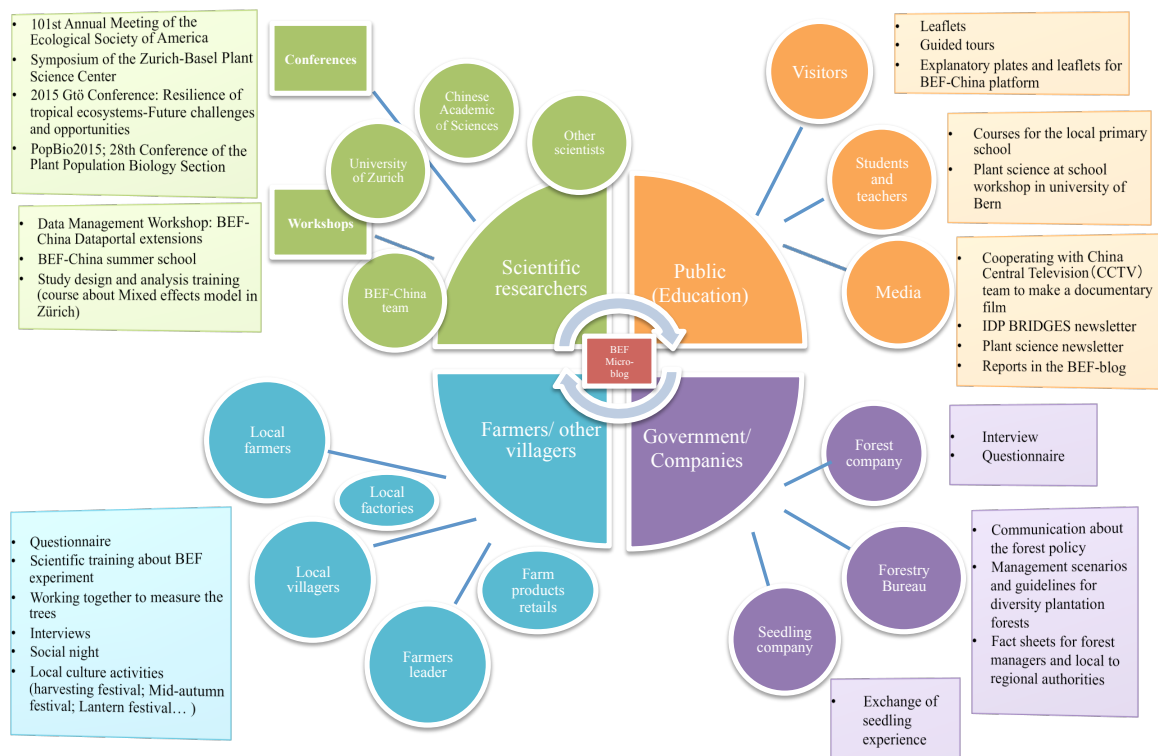 • 101st Annual Meeting of the
Ecological Society of America
• Symposium of the Zurich-Basel Plant
Science Center
• 2015 Gtö Conference: Resilience of
tropical ecosystems-Future challenges
and opportunities
• PopBio2015; 28th Conference of the
Plant Population Biology Section
Conferences
Chinese
Academic
of Sciences
Other
scientists
University
of Zurich
Workshops
• Data Management Workshop: BEF-
China Dataportal extensions
• BEF-China summer school
• Study design and analysis training
(course about Mixed effects model in
Zürich)
BEF-China
team
Scientific
researchers
Visitors
• Leaflets
• Guided tours
• Explanatory plates and leaflets for
BEF-China platform
Students
and
teachers
• Courses for the local primary
school
• Plant science at school
workshop in university of
Bern
Public
(Education)
Media
• Cooperating with China
Central Television(CCTV)
team to make a documentary
film
• IDP BRIDGES newsletter
• Plant science newsletter
• Reports in the BEF-blog
BEF
Micro-
blog
Farmers/ other
villagers
Government/
Companies
Local
farmers
Local
factories
Local
villagers
Farm
products
retails
Farmers
leader
• Questionnaire
• Scientific training about BEF
experiment
• Working together to measure the
trees
• Interviews
• Social night
• Local culture activities
(harvesting festival; Mid-autumn
festival; Lantern festival… )
Forest
company
• Interview
• Questionnaire
Forestry
Bureau
• Communication about
the forest policy
• Management scenarios
and guidelines for
diversity plantation
forests
• Fact sheets for forest
managers and local to
regional authorities
Seedling
company
• Exchange of
seedling
experience